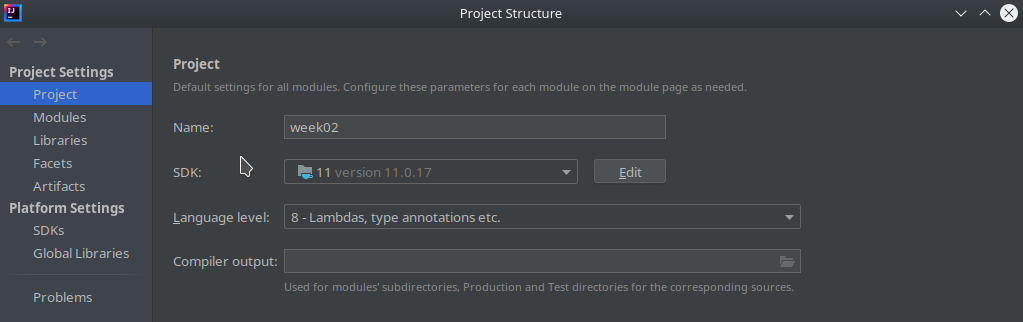 Project Structure
Project Settings
Project
Modules
Libraries
Facets
Artifacts
Platform Settings
SDKs
Global Libraries
Problems
Project
Default settings for all modules. Configure these parameters for each module on the module page as needed.
Name: week02
SDK: 11 version 11.0.17 Edit
Language level: 8 - Lambdas, type annotations etc.
Compiler output:
Used for modules' subdirectories, Production and Test directories for the corresponding sources.